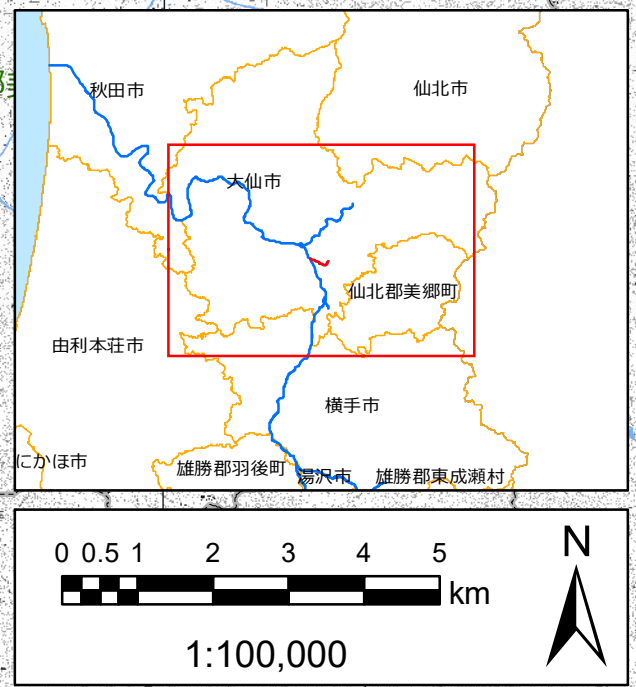 秋田市
仙北市
大仙市
仙北郡美郷町
由利本荘市
横手市
にかほ市
雄勝郡羽後町
湯沢市
雄勝郡東成瀬村
0 0.5 1 2 3 4 5
km
1:100,000
N